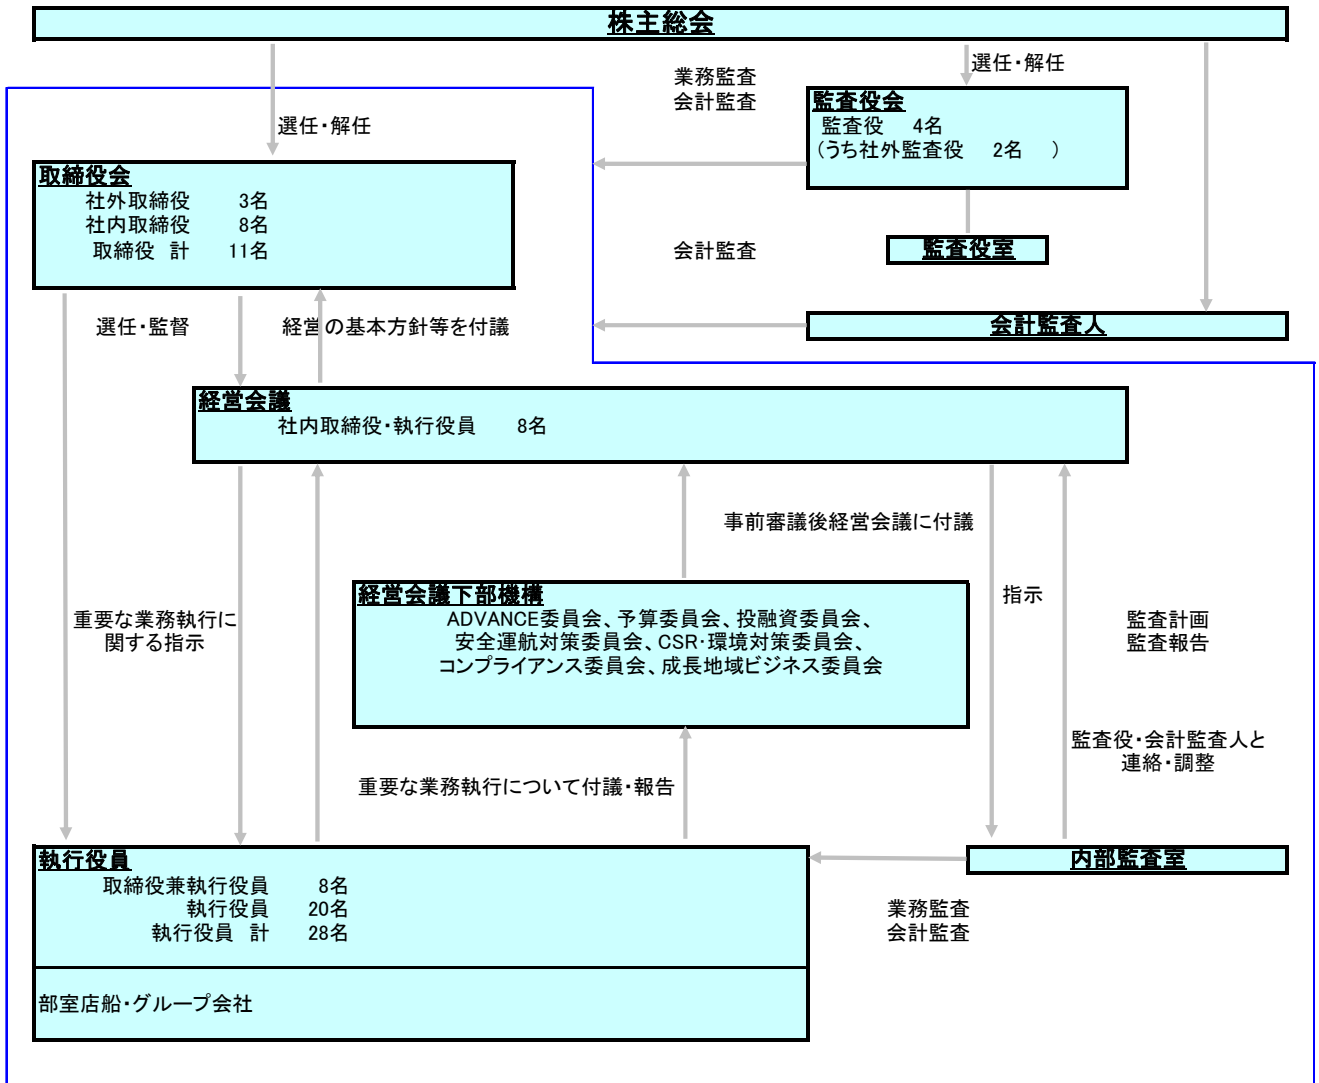 株主総会
選任・解任
業務監査
会計監査
監査役会
監査役　4名
（うち社外監査役　2名　）
選任・解任
取締役会
社外取締役　3名
社内取締役　8名
取締役 計　11名
会計監査
監査役室
選任・監督
経営の基本方針等を付議
会計監査人
経営会議
社内取締役・執行役員　8名
事前審議後経営会議に付議
経営会議下部機構
ADVANCE委員会、予算委員会、投融資委員会、
安全運航対策委員会、CSR・環境対策委員会、
コンプライアンス委員会、成長地域ビジネス委員会
指示
重要な業務執行に
関する指示
監査計画
監査報告
監査役・会計監査人と
連絡・調整
重要な業務執行について付議・報告
執行役員
取締役兼執行役員　8名
執行役員　20名
執行役員 計　28名
内部監査室
業務監査
会計監査
部室店船・グループ会社